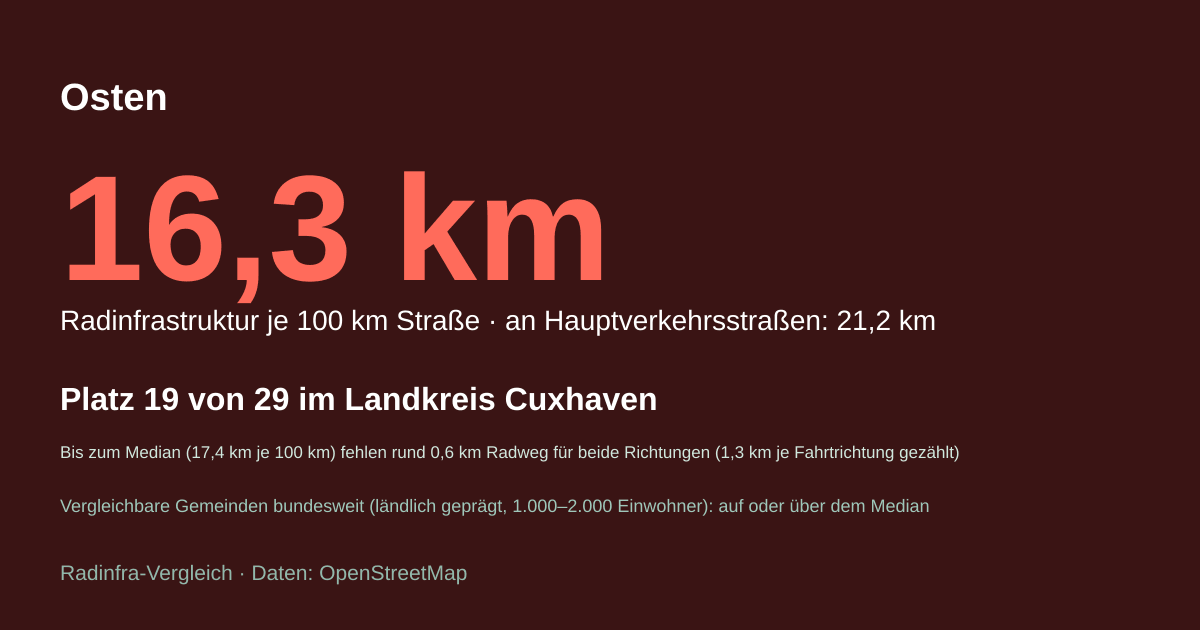 Osten
16,3 km
Radinfrastruktur je 100 km Straße · an Hauptverkehrsstraßen: 21,2 km
Platz 19 von 29 im Landkreis Cuxhaven
Bis zum Median (17,4 km je 100 km) fehlen rund 0,6 km Radweg für beide Richtungen (1,3 km je Fahrtrichtung gezählt)
Vergleichbare Gemeinden bundesweit (ländlich geprägt, 1.000–2.000 Einwohner): auf oder über dem Median
Radinfra-Vergleich · Daten: OpenStreetMap